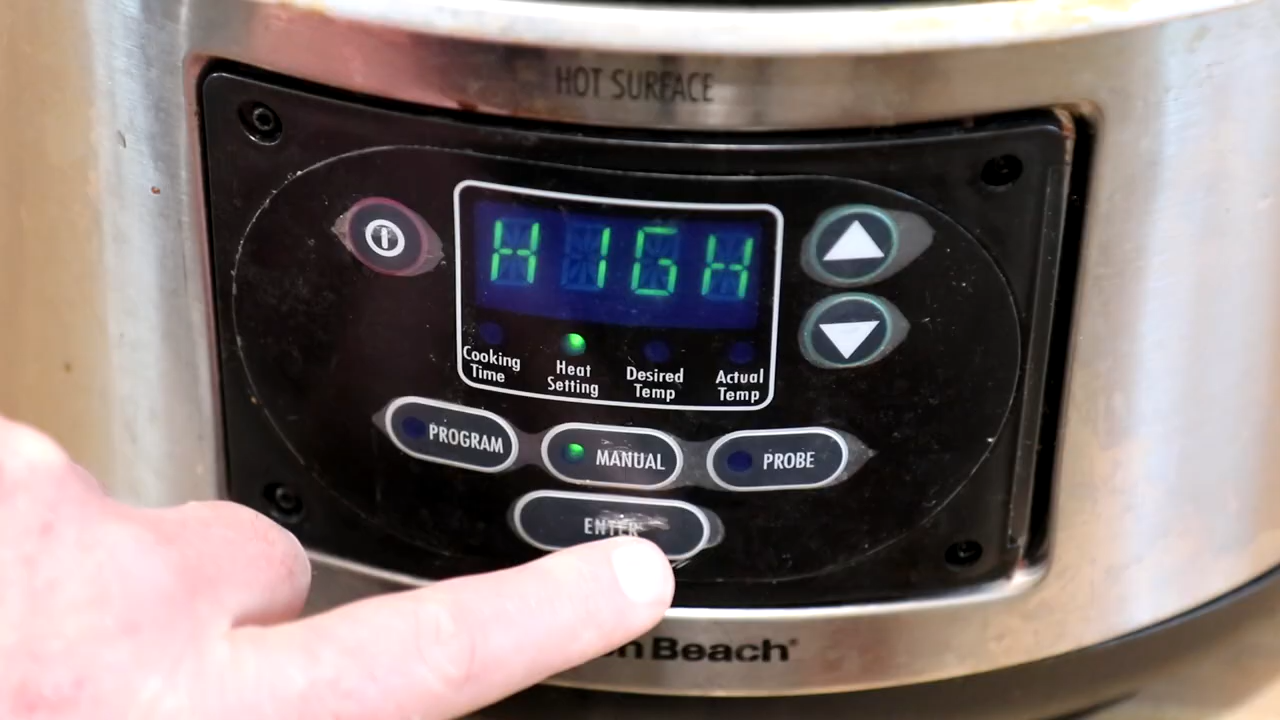 HOT SURFACE
HIGH
Cooking Time
Heat Setting
Desired Temp
Actual Temp
PROGRAM
MANUAL
PROBE
ENTER
Beach